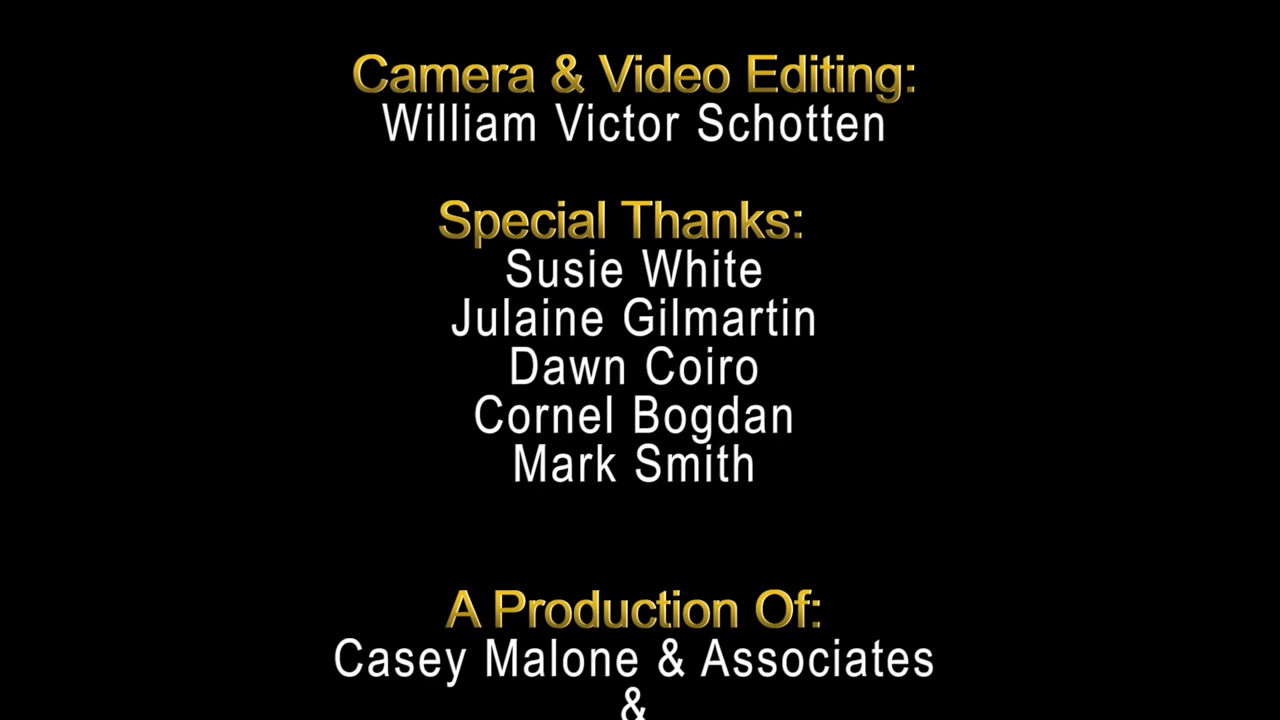 Camera & Video Editing:
William Victor Schotten
Special Thanks:
Susie White
Julaine Gilmartin
Dawn Coiro
Cornel Bogdan
Mark Smith
A Production Of:
Casey Malone & Associates
&